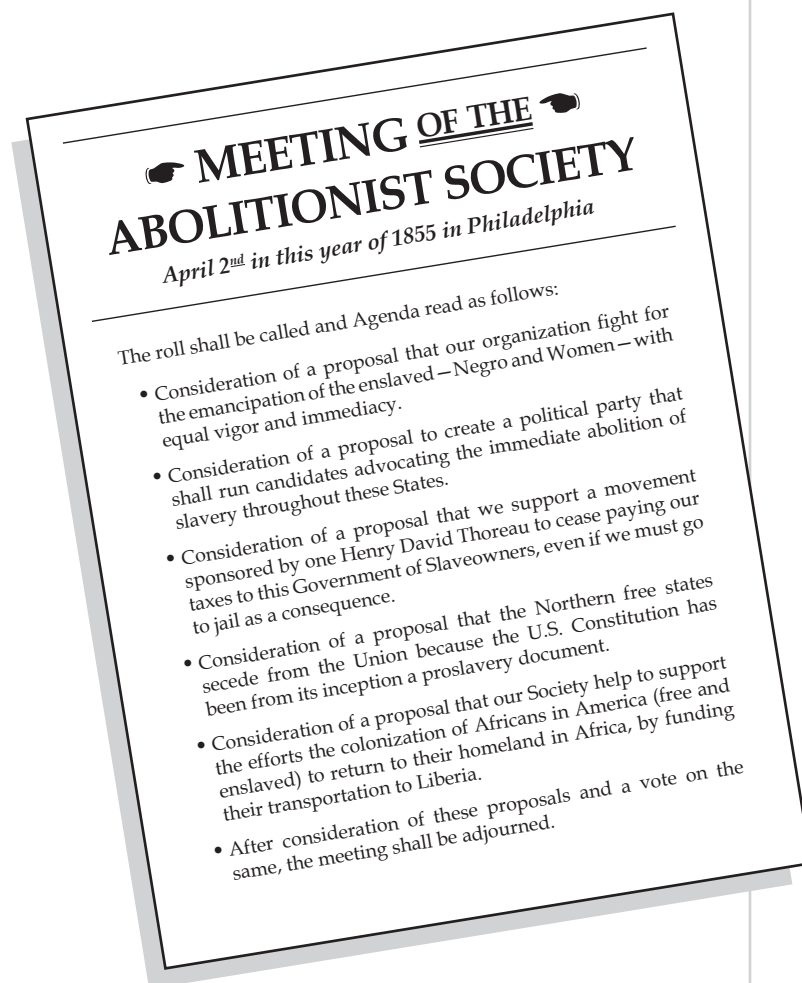 ☛ MEETING OF THE ☚
ABOLITIONIST SOCIETY
April 2nd in this year of 1855 in Philadelphia
The roll shall be called and Agenda read as follows:
• Consideration of a proposal that our organization fight for
the emancipation of the enslaved—Negro and Women—with
equal vigor and immediacy.
• Consideration of a proposal to create a political party that
shall run candidates advocating the immediate abolition of
slavery throughout these States.
• Consideration of a proposal that we support a movement
sponsored by one Henry David Thoreau to cease paying our
taxes to this Government of Slaveowners, even if we must go
to jail as a consequence.
• Consideration of a proposal that the Northern free states
secede from the Union because the U.S. Constitution has
been from its inception a proslavery document.
• Consideration of a proposal that our Society help to support
the efforts the colonization of Africans in America (free and
enslaved) to return to their homeland in Africa, by funding
their transportation to Liberia.
• After consideration of these proposals and a vote on the
same, the meeting shall be adjourned.